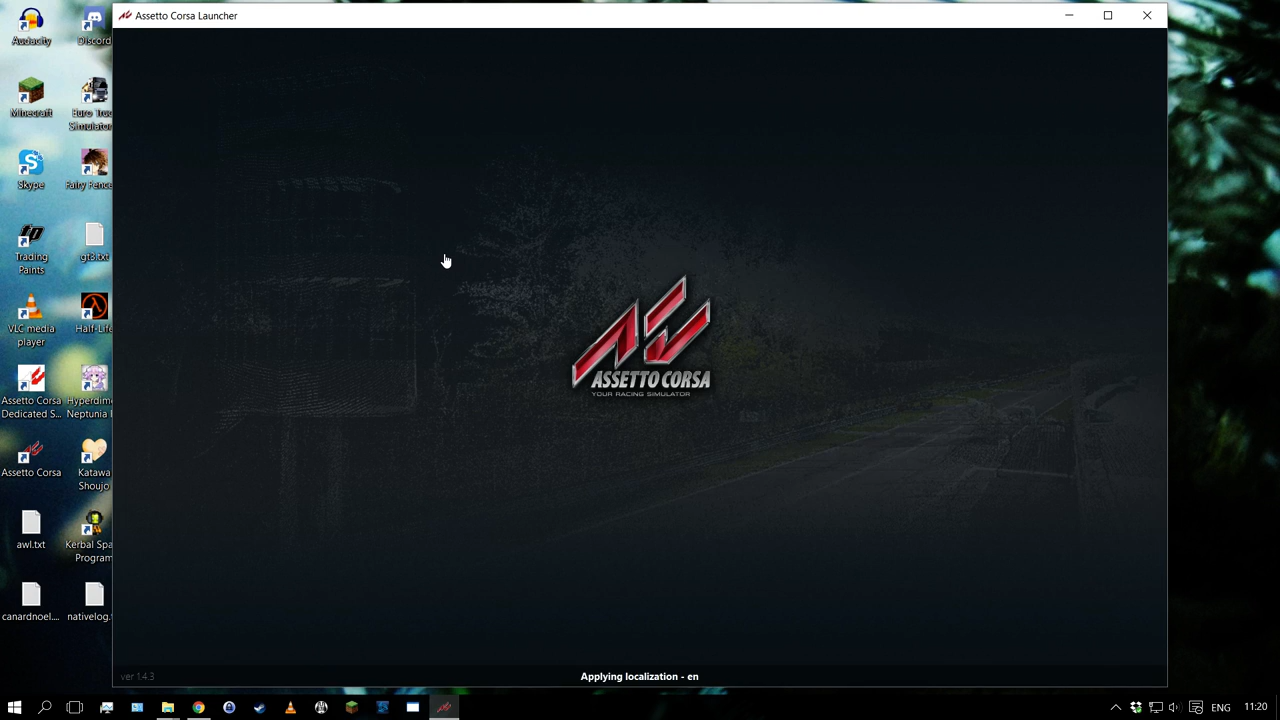 Assetto Corsa Launcher
Audacity
Discord
Minecraft
Euro Truc
Simulator
Skype
Fairy Fence
Trading
Paints
gt3.txt
VLC media
player
Half-Life
Assetto Corsa
Dedicated S...
Hyperdime
Neptunia
Assetto Corsa
Katawa
Shoujo
awl.txt
Kerbal Spa
Program
canardnoel....
nativelog.t
ASSETTO CORSA
YOUR RACING SIMULATOR
ver 1.4.3
Applying localization - en
ENG
11:20